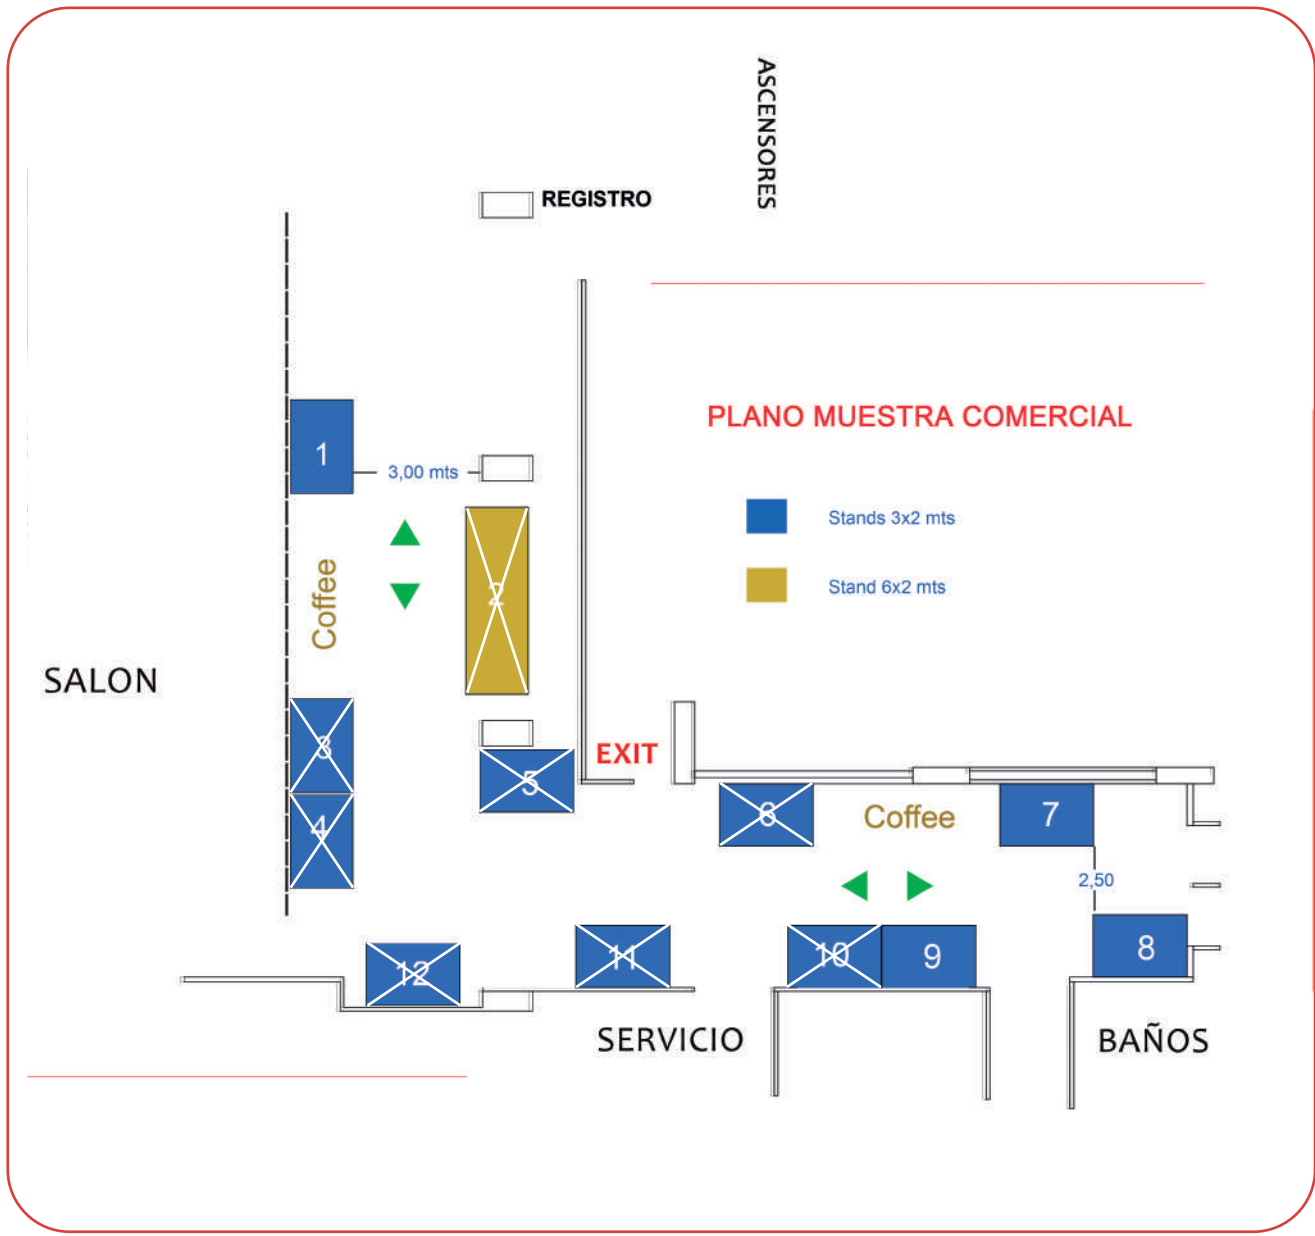 ASCENSORES
REGISTRO
PLANO MUESTRA COMERCIAL
1
3,00 mts
Stands 3x2 mts
Stand 6x2 mts
2
Coffee
SALON
3
EXIT
5
4
6
Coffee
7
2,50
12
11
10
9
8
SERVICIO
BAÑOS